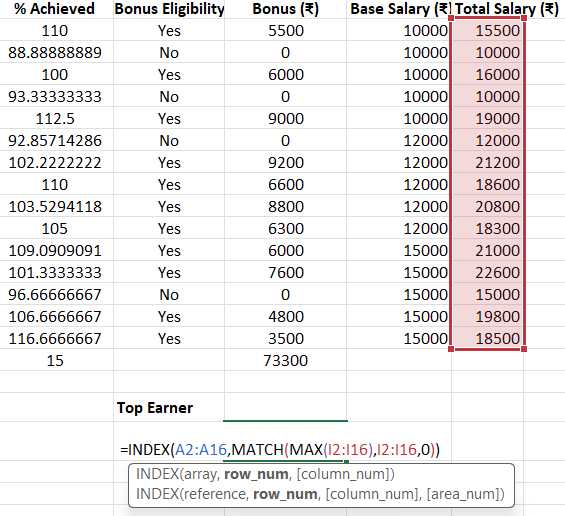 % Achieved Bonus Eligibility Bonus (₹) Base Salary (₹) Total Salary (₹)
110 Yes 5500 10000 15500
88.88888889 No 0 10000 10000
100 Yes 6000 10000 16000
93.33333333 No 0 10000 10000
112.5 Yes 9000 10000 19000
92.85714286 No 0 12000 12000
102.2222222 Yes 9200 12000 21200
110 Yes 6600 12000 18600
103.5294118 Yes 8800 12000 20800
105 Yes 6300 12000 18300
109.0909091 Yes 6000 15000 21000
101.3333333 Yes 7600 15000 22600
96.66666667 No 0 15000 15000
106.6666667 Yes 4800 15000 19800
116.6666667 Yes 3500 15000 18500
15 73300
Top Earner
=INDEX(A2:A16,MATCH(MAX(I2:I16),I2:I16,0))
INDEX(array, row_num, [column_num])
INDEX(reference, row_num, [column_num], [area_num])